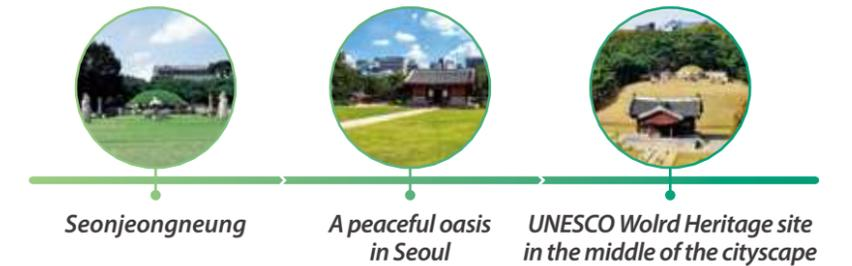 Seonjeongneung
A peaceful oasis
in Seoul
UNESCO Wolrd Heritage site
in the middle of the cityscape